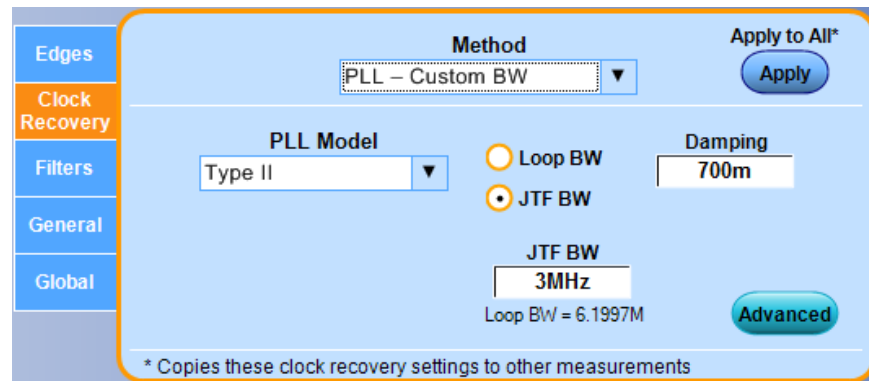 Edges
Clock
Recovery
Filters
General
Global
Method
PLL – Custom BW
Apply to All*
Apply
PLL Model
Type II
Loop BW
JTF BW
Damping
700m
JTF BW
3MHz
Loop BW = 6.1997M
Advanced
* Copies these clock recovery settings to other measurements